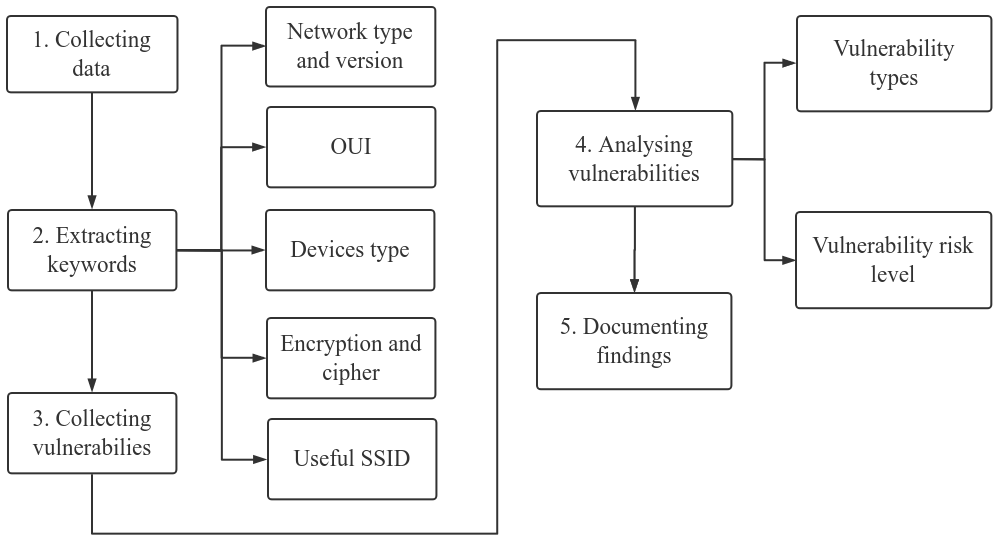 1. Collecting
data
2. Extracting
keywords
3. Collecting
vulnerabilies
Network type
and version
OUI
Devices type
Encryption and
cipher
Useful SSID
4. Analysing
vulnerabilities
5. Documenting
findings
Vulnerability
types
Vulnerability risk
level